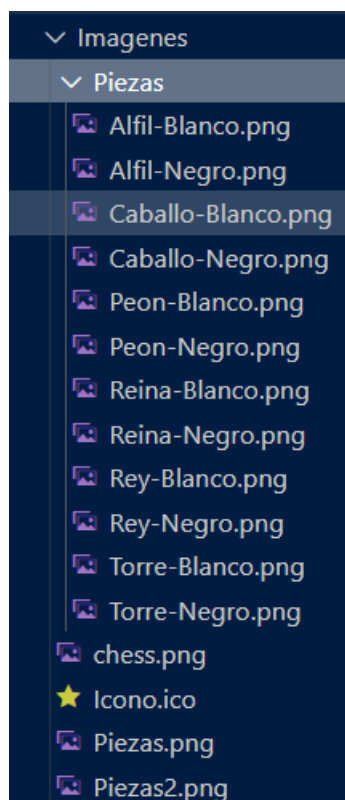 Imagenes
Piezas
Alfil-Blanco.png
Alfil-Negro.png
Caballo-Blanco.png
Caballo-Negro.png
Peon-Blanco.png
Peon-Negro.png
Reina-Blanco.png
Reina-Negro.png
Rey-Blanco.png
Rey-Negro.png
Torre-Blanco.png
Torre-Negro.png
chess.png
Icono.ico
Piezas.png
Piezas2.png